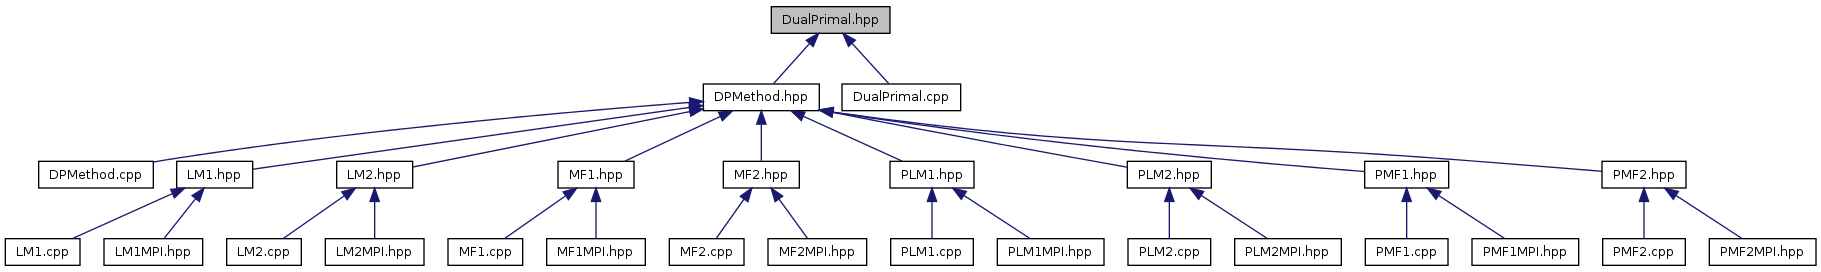 DualPrimal.hpp
DPMethod.hpp
DualPrimal.cpp
DPMethod.cpp
LM1.hpp
LM2.hpp
MF1.hpp
MF2.hpp
PLM1.hpp
PLM2.hpp
PMF1.hpp
PMF2.hpp
LM1.cpp
LM1MPI.hpp
LM2.cpp
LM2MPI.hpp
MF1.cpp
MF1MPI.hpp
MF2.cpp
MF2MPI.hpp
PLM1.cpp
PLM1MPI.hpp
PLM2.cpp
PLM2MPI.hpp
PMF1.cpp
PMF1MPI.hpp
PMF2.cpp
PMF2MPI.hpp